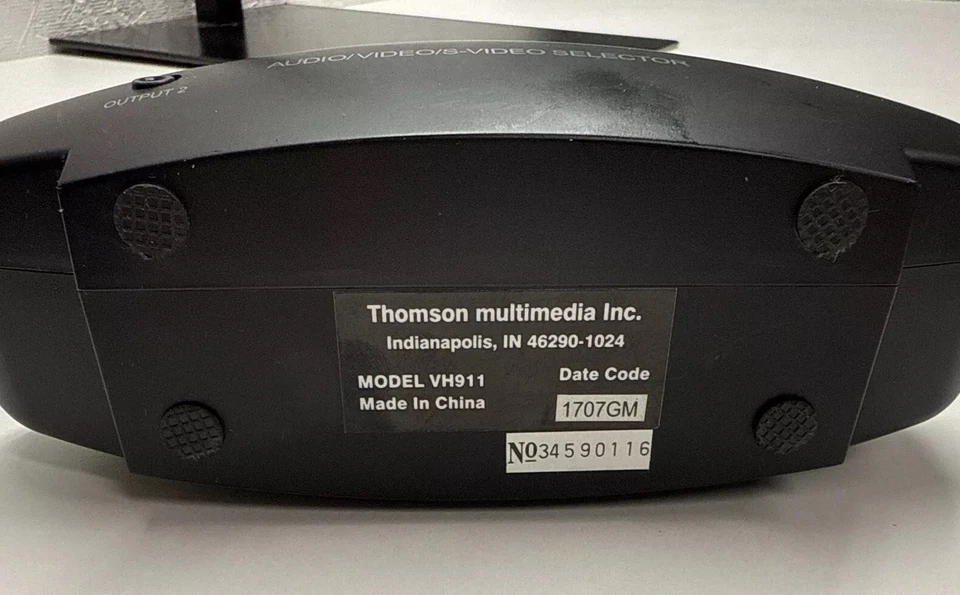 AUDIO/VIDEO/S-VIDEO SELECTOR
OUTPUT 2
Thomson multimedia Inc.
Indianapolis, IN 46290-1024
MODEL VH911
Made In China
Date Code
1707GM
№34590116